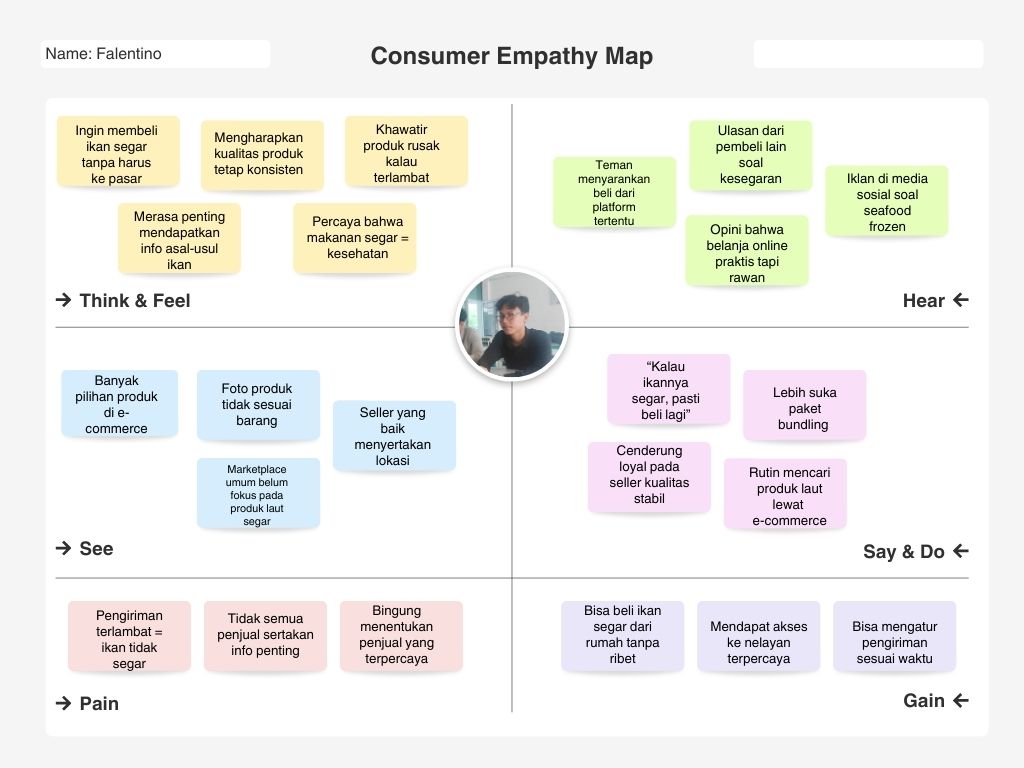 Name: Falentino
Consumer Empathy Map
Ingin membeli
ikan segar
tanpa harus
ke pasar
Mengharapkan
kualitas produk
tetap konsisten
Khawatir
produk rusak
kalau
terlambat
Merasa penting
mendapatkan
info asal-usul
ikan
Percaya bahwa
makanan segar =
kesehatan
→ Think & Feel
Teman
menyarankan
beli dari
platform
tertentu
Ulasan dari
pembeli lain
soal
kesegaran
Iklan di media
sosial soal
seafood
frozen
Opini bahwa
belanja online
praktis tapi
rawan
Hear ←
Banyak
pilihan produk
di e-
commerce
Foto produk
tidak sesuai
barang
Seller yang
baik
menyertakan
lokasi
Marketplace
umum belum
fokus pada
produk laut
segar
→ See
“Kalau
ikannya
segar, pasti
beli lagi”
Lebih suka
paket
bundling
Cenderung
loyal pada
seller kualitas
stabil
Rutin mencari
produk laut
lewat
e-commerce
Say & Do ←
Pengiriman
terlambat =
ikan tidak
segar
Tidak semua
penjual sertakan
info penting
Bingung
menentukan
penjual yang
terpercaya
→ Pain
Bisa beli ikan
segar dari
rumah tanpa
ribet
Mendapat akses
ke nelayan
terpercaya
Bisa mengatur
pengiriman
sesuai waktu
Gain ←